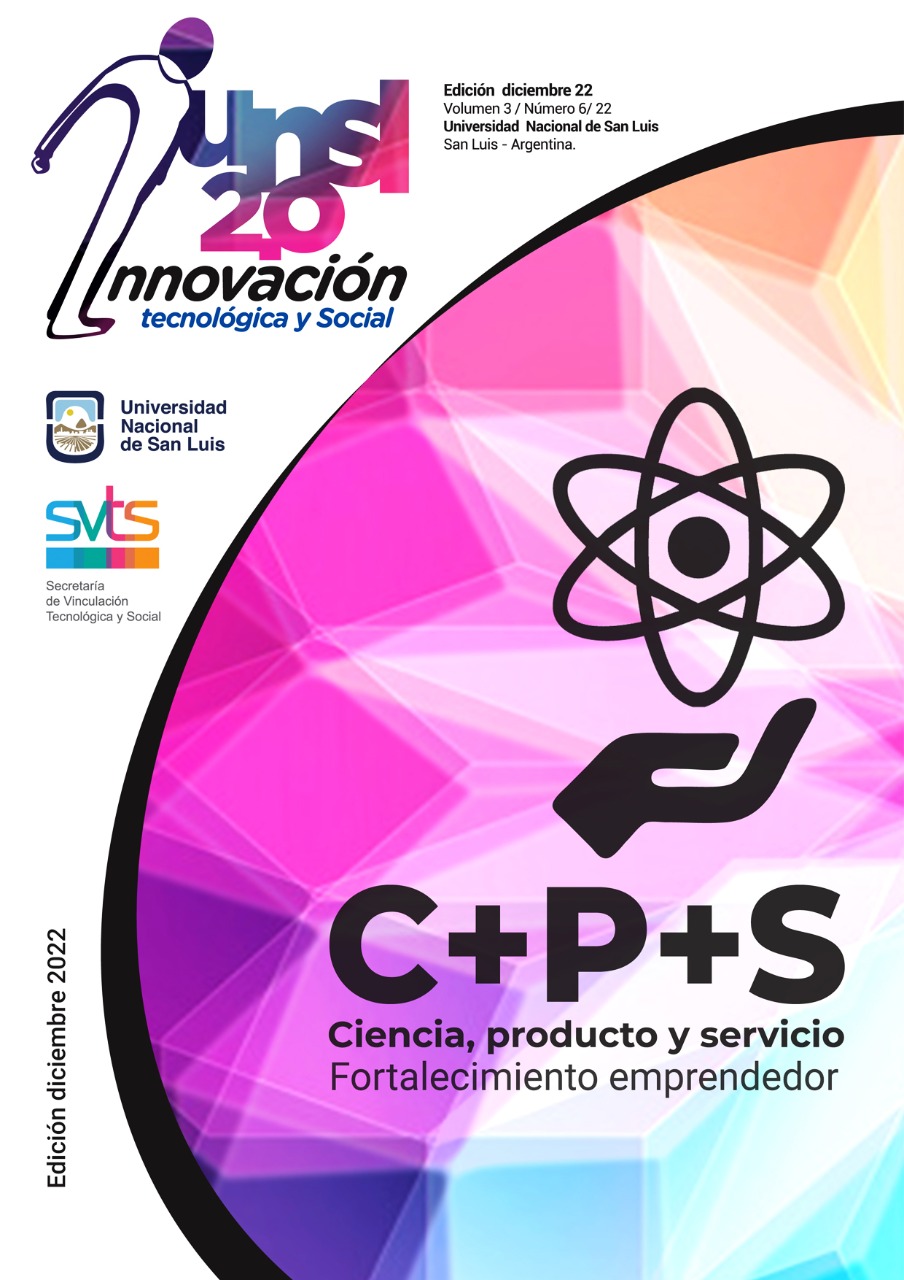 unsl
2.0
Innovación
tecnológica y Social
Edición diciembre 22
Volumen 3 / Número 6/ 22
Universidad Nacional de San Luis
San Luis - Argentina.
Universidad
Nacional
de San Luis
svts
Secretaría
de Vinculación
Tecnológica y Social
C+P+S
Ciencia, producto y servicio
Fortalecimiento emprendedor
Edición diciembre 2022